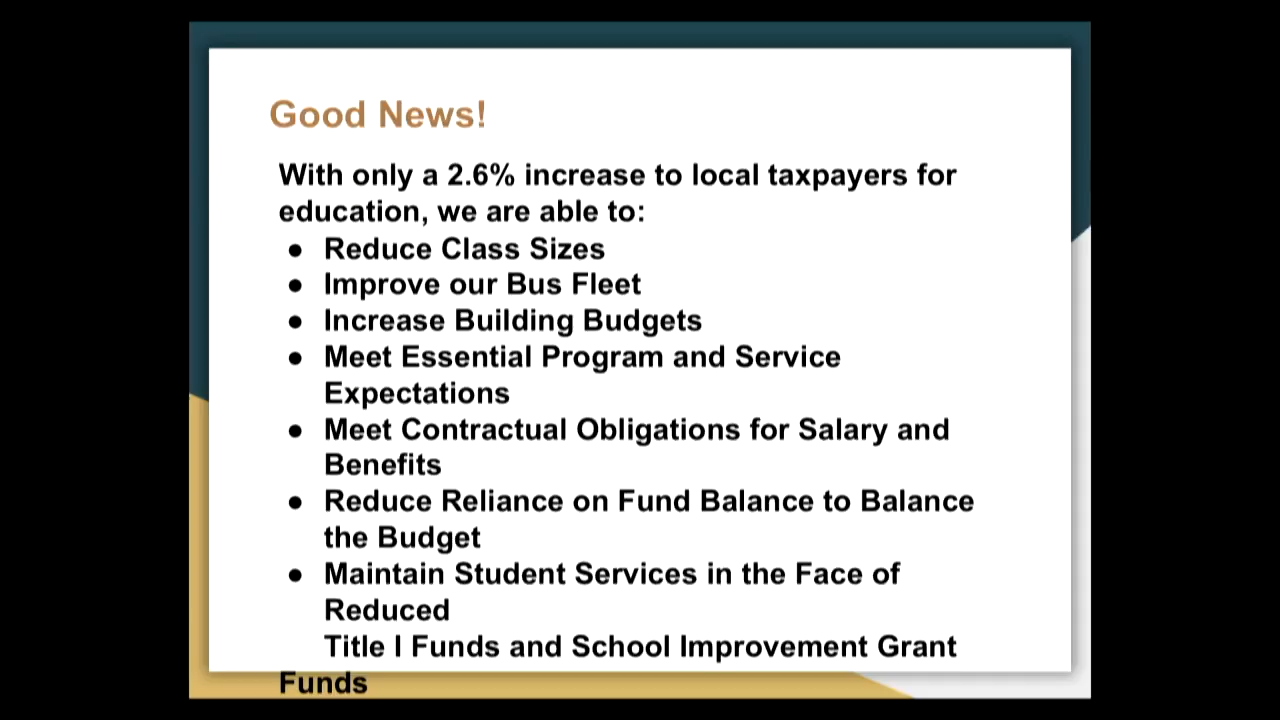 Good News!
With only a 2.6% increase to local taxpayers for
education, we are able to:
● Reduce Class Sizes
● Improve our Bus Fleet
● Increase Building Budgets
● Meet Essential Program and Service
Expectations
● Meet Contractual Obligations for Salary and
Benefits
● Reduce Reliance on Fund Balance to Balance
the Budget
● Maintain Student Services in the Face of
Reduced
Title I Funds and School Improvement Grant
Funds